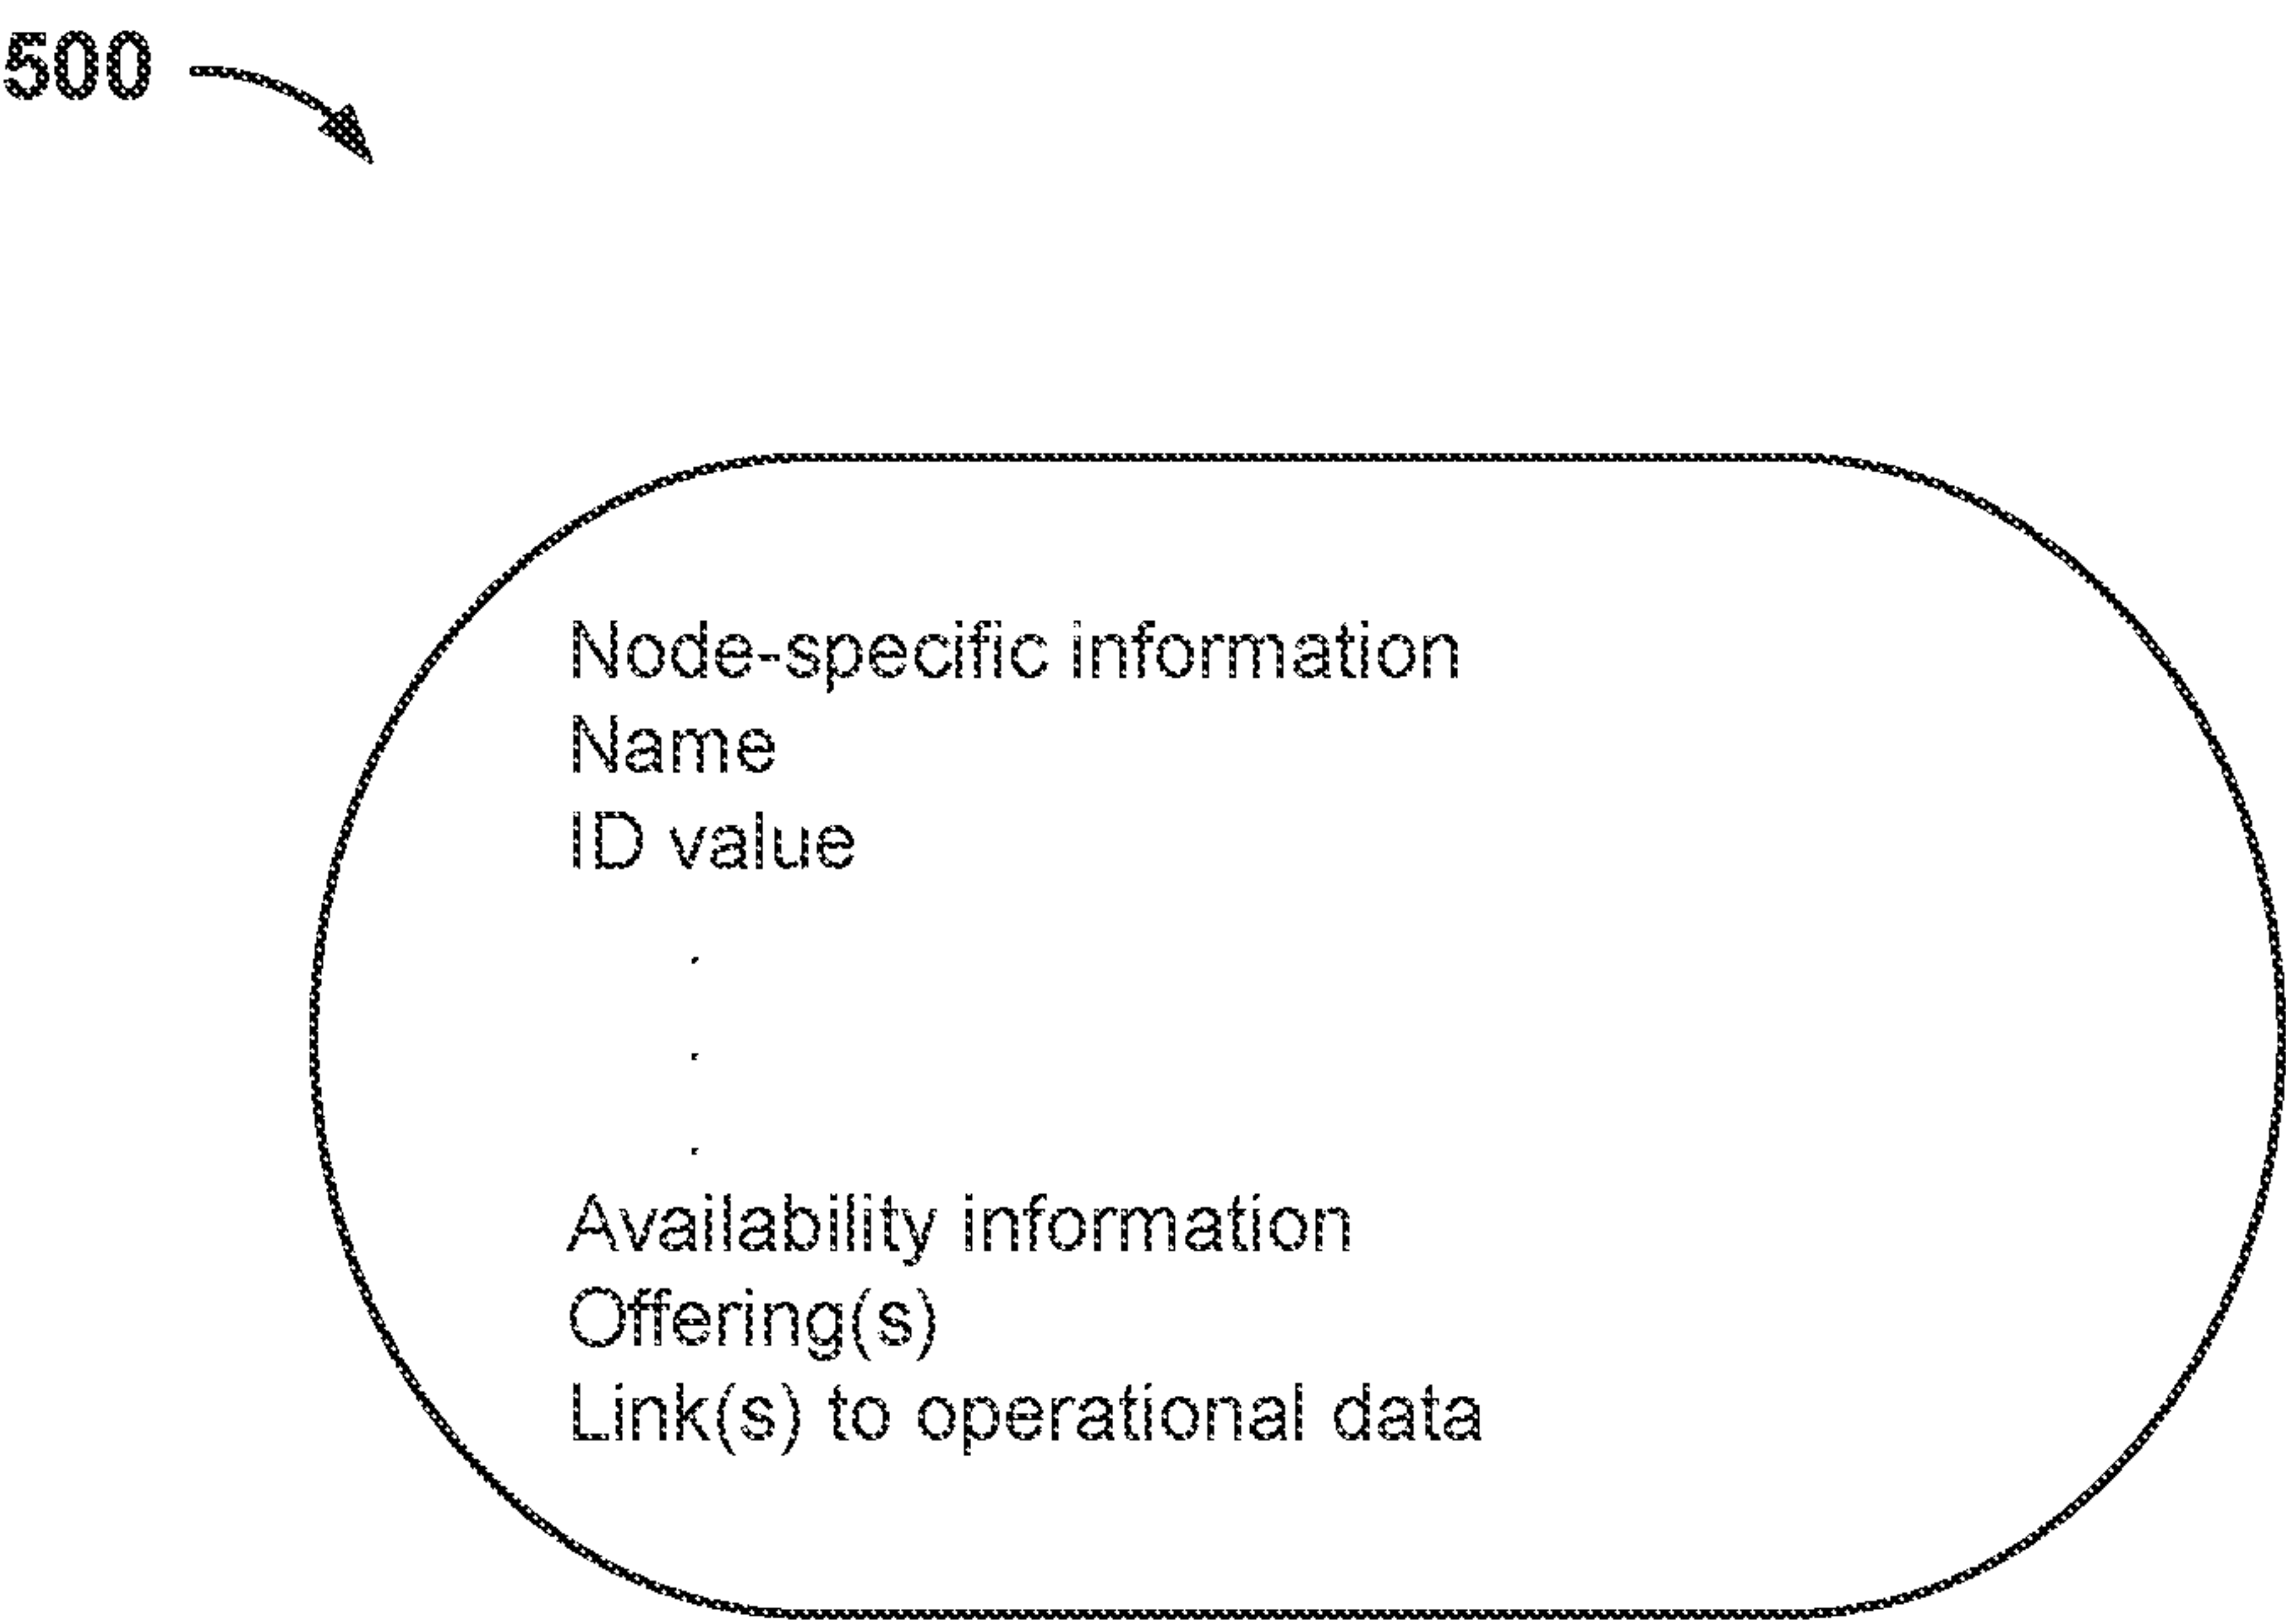 500
Node-specific information
Name
ID value
.
.
.
Availability information
Offering(s)
Link(s) to operational data